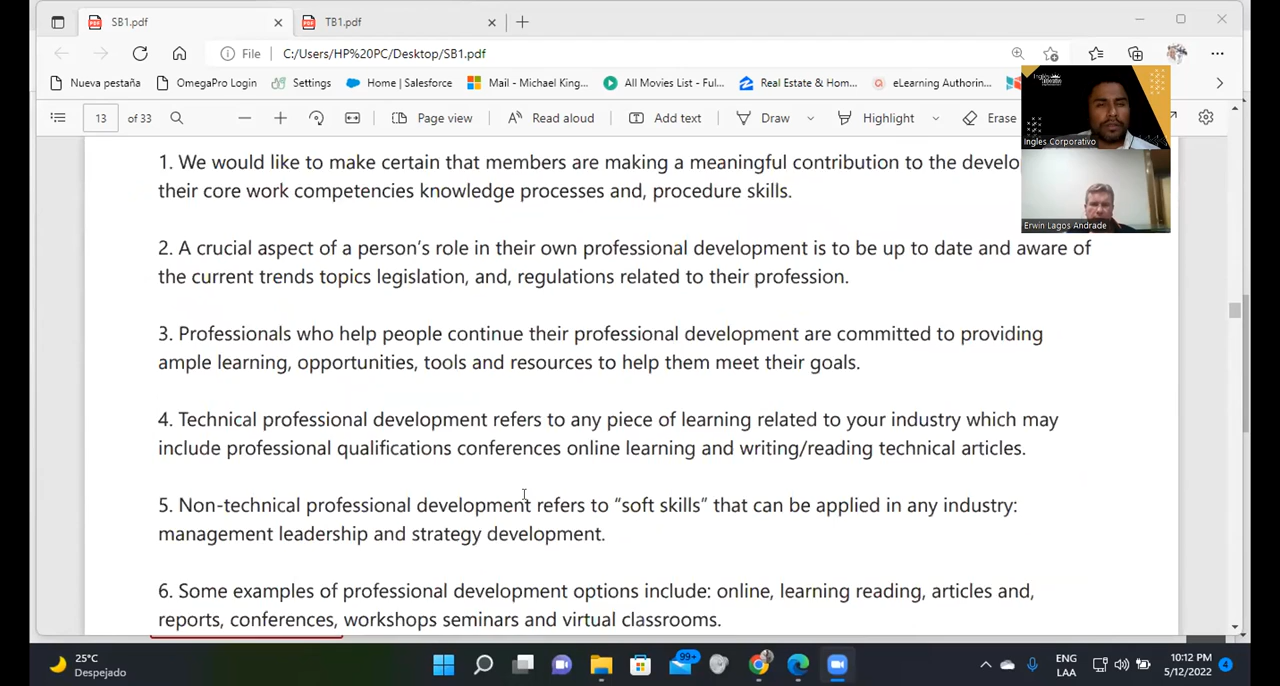 SB1.pdf
TB1.pdf
File
C:/Users/HP%20PC/Desktop/SB1.pdf
Nueva pestaña
OmegaPro Login
Settings
Home | Salesforce
Mail - Michael King...
All Movies List - Ful...
Real Estate & Hom...
eLearning Authorin...
13 of 33
Page view
Read aloud
Add text
Draw
Highlight
Erase
Ingles Corporativo
Erwin Lagos Andrade
1. We would like to make certain that members are making a meaningful contribution to the develo
their core work competencies knowledge processes and, procedure skills.
2. A crucial aspect of a person's role in their own professional development is to be up to date and aware of
the current trends topics legislation, and, regulations related to their profession.
3. Professionals who help people continue their professional development are committed to providing
ample learning, opportunities, tools and resources to help them meet their goals.
4. Technical professional development refers to any piece of learning related to your industry which may
include professional qualifications conferences online learning and writing/reading technical articles.
5. Non-technical professional development refers to “soft skills” that can be applied in any industry:
management leadership and strategy development.
6. Some examples of professional development options include: online, learning reading, articles and,
reports, conferences, workshops seminars and virtual classrooms.
25°C
Despejado
99+
ENG
LAA
10:12 PM
5/12/2022
4